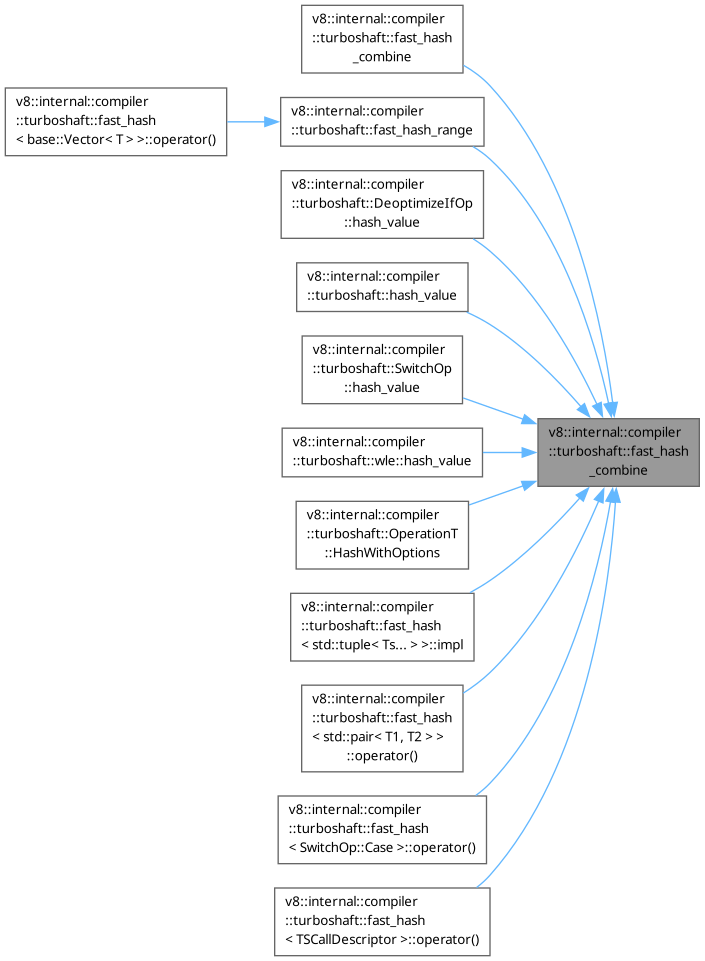 v8::internal::compiler
::turboshaft::fast_hash
_combine
v8::internal::compiler
::turboshaft::fast_hash
< base::Vector< T > >::operator()
v8::internal::compiler
::turboshaft::fast_hash_range
v8::internal::compiler
::turboshaft::DeoptimizeIfOp
::hash_value
v8::internal::compiler
::turboshaft::hash_value
v8::internal::compiler
::turboshaft::SwitchOp
::hash_value
v8::internal::compiler
::turboshaft::fast_hash
_combine
v8::internal::compiler
::turboshaft::wle::hash_value
v8::internal::compiler
::turboshaft::OperationT
::HashWithOptions
v8::internal::compiler
::turboshaft::fast_hash
< std::tuple< Ts... > >::impl
v8::internal::compiler
::turboshaft::fast_hash
< std::pair< T1, T2 > >
::operator()
v8::internal::compiler
::turboshaft::fast_hash
< SwitchOp::Case >::operator()
v8::internal::compiler
::turboshaft::fast_hash
< TSCallDescriptor >::operator()